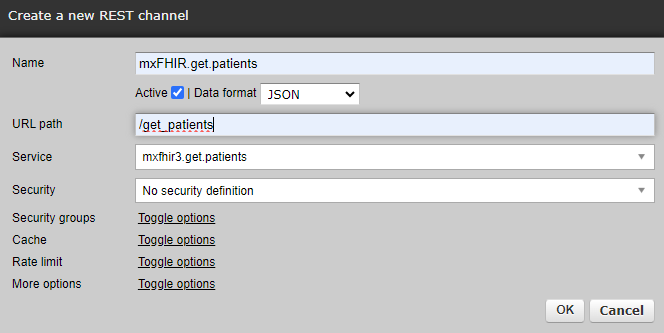 Create a new REST channel
Name mxFHIR.get.patients
Active | Data format JSON
URL path /get_patients
Service mxfhir3.get.patients
Security No security definition
Security groups Toggle options
Cache Toggle options
Rate limit Toggle options
More options Toggle options
OK Cancel